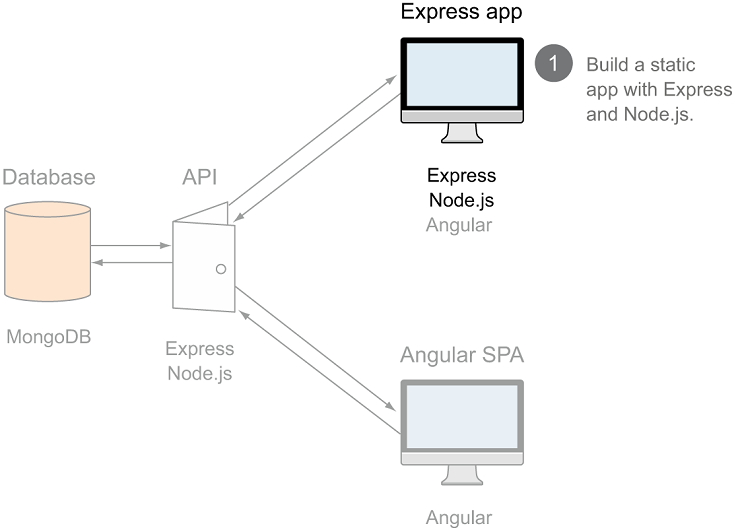 Express app
1
Build a static
app with Express
and Node.js.
Database
API
Express
Node.js
Angular
MongoDB
Express
Node.js
Angular SPA
Angular